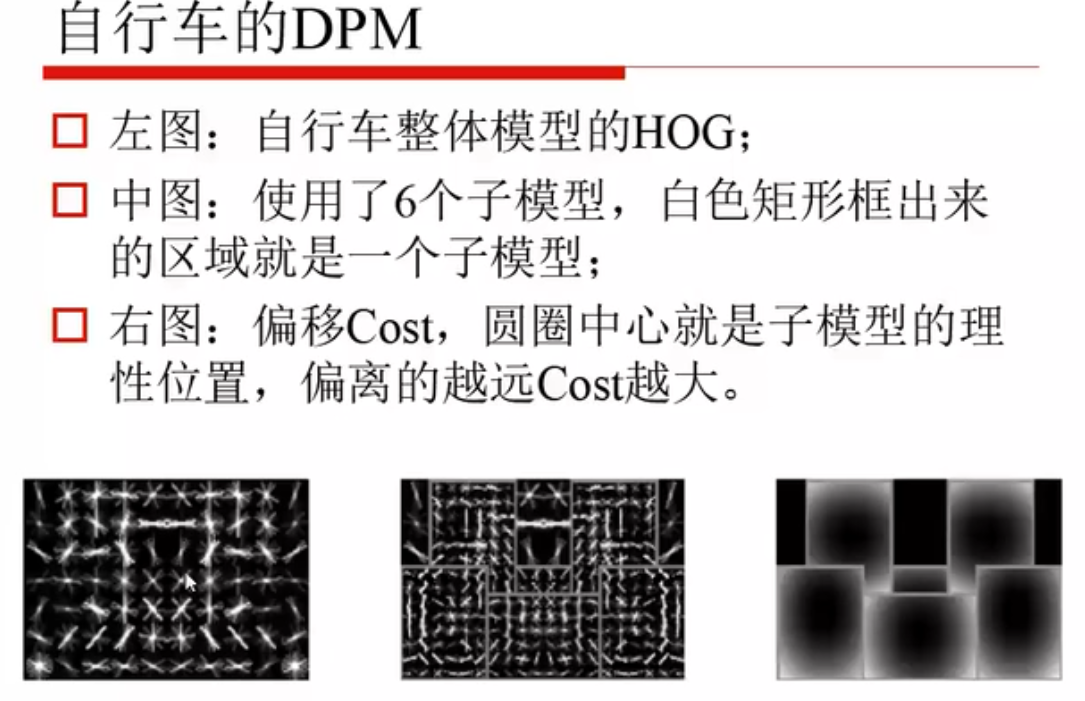 自行车的DPM
左图：自行车整体模型的HOG；
中图：使用了6个子模型，白色矩形框出来
的区域就是一个子模型；
右图：偏移Cost，圆圈中心就是子模型的理
性位置，偏离的越远Cost越大。